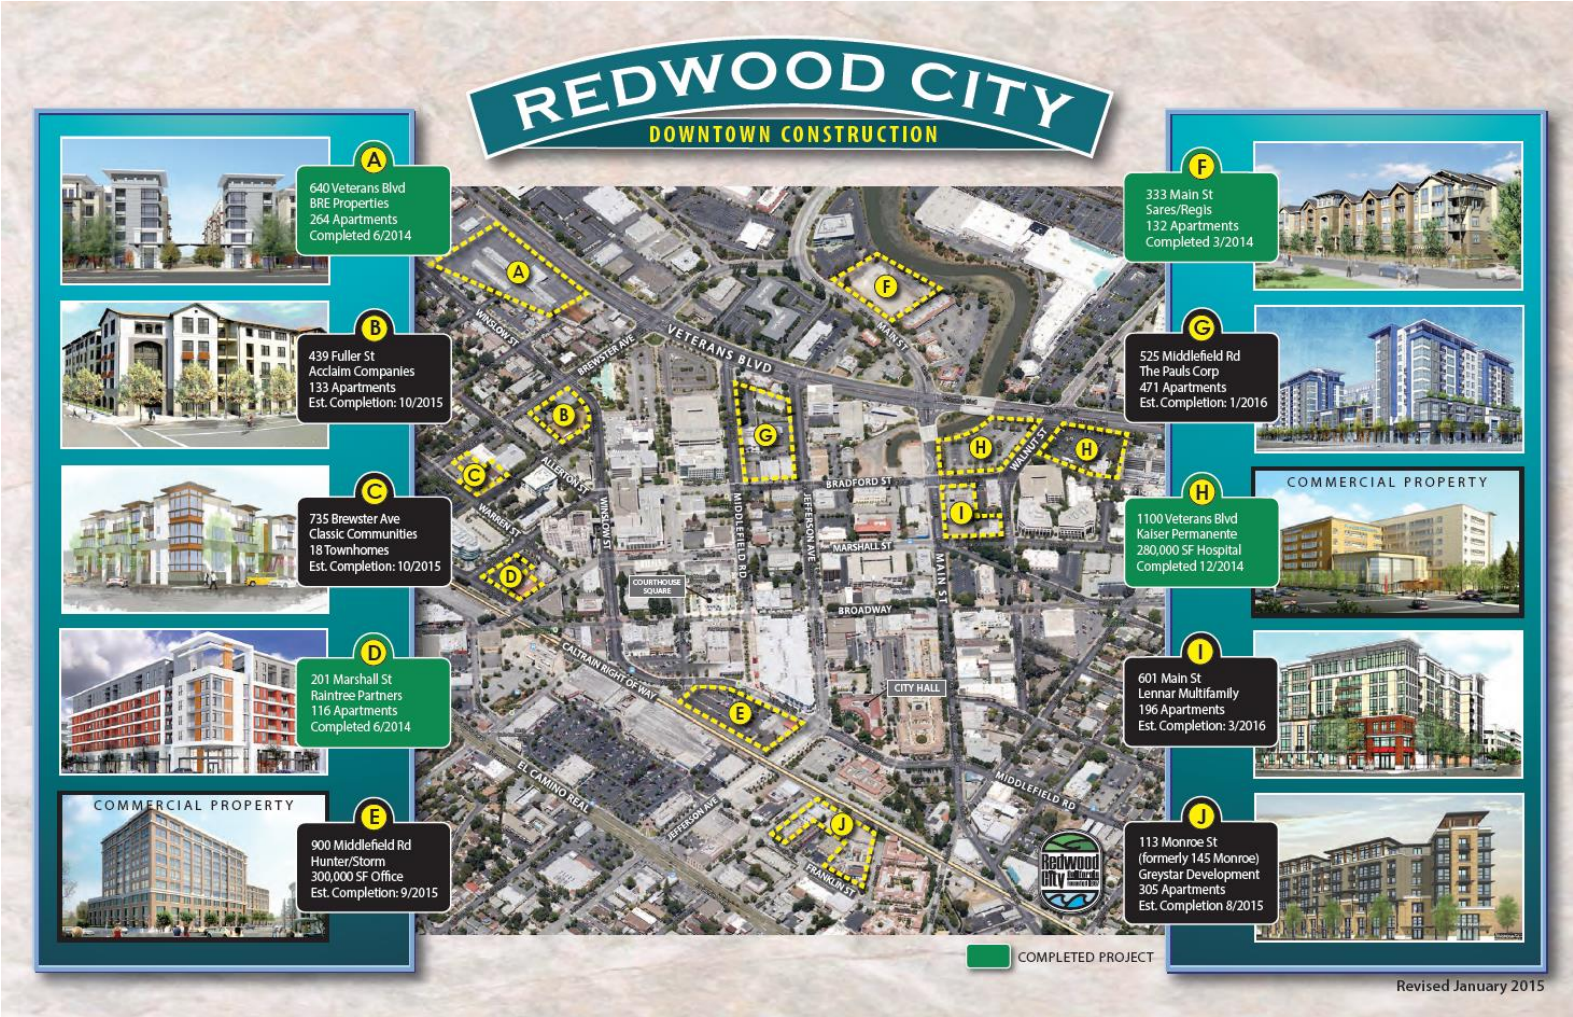 REDWOOD CITY
DOWNTOWN CONSTRUCTION
A
640 Veterans Blvd
BRE Properties
264 Apartments
Completed 6/2014
B
439 Fuller St
Acclaim Companies
133 Apartments
Est. Completion: 10/2015
C
735 Brewster Ave
Classic Communities
18 Townhomes
Est. Completion: 10/2015
D
201 Marshall St
Raintree Partners
116 Apartments
Completed 6/2014
COMMERCIAL PROPERTY
E
900 Middlefield Rd
Hunter/Storm
300,000 SF Office
Est. Completion: 9/2015
A
F
WINSLOW ST
BREWSTER AVE
VETERANS BLVD
MAIN ST
B
G
H
H
WALNUT ST
C
ALLERTON ST
BRADFORD ST
WARREN ST
WINSLOW ST
MIDDLEFIELD RD
JEFFERSON AVE
I
MARSHALL ST
MAIN ST
D
COURTHOUSE
SQUARE
BROADWAY
CALTRAIN RIGHT OF WAY
CITY HALL
E
EL CAMINO REAL
JEFFERSON AVE
MIDDLEFIELD RD
J
FRANKLIN ST
Redwood
City
F
333 Main St
Sares/Regis
132 Apartments
Completed 3/2014
G
525 Middlefield Rd
The Pauls Corp
471 Apartments
Est. Completion: 1/2016
COMMERCIAL PROPERTY
H
1100 Veterans Blvd
Kaiser Permanente
280,000 SF Hospital
Completed 12/2014
I
601 Main St
Lennar Multifamily
196 Apartments
Est. Completion: 3/2016
J
113 Monroe St
(formerly 145 Monroe)
Greystar Development
305 Apartments
Est. Completion 8/2015
COMPLETED PROJECT
Revised January 2015